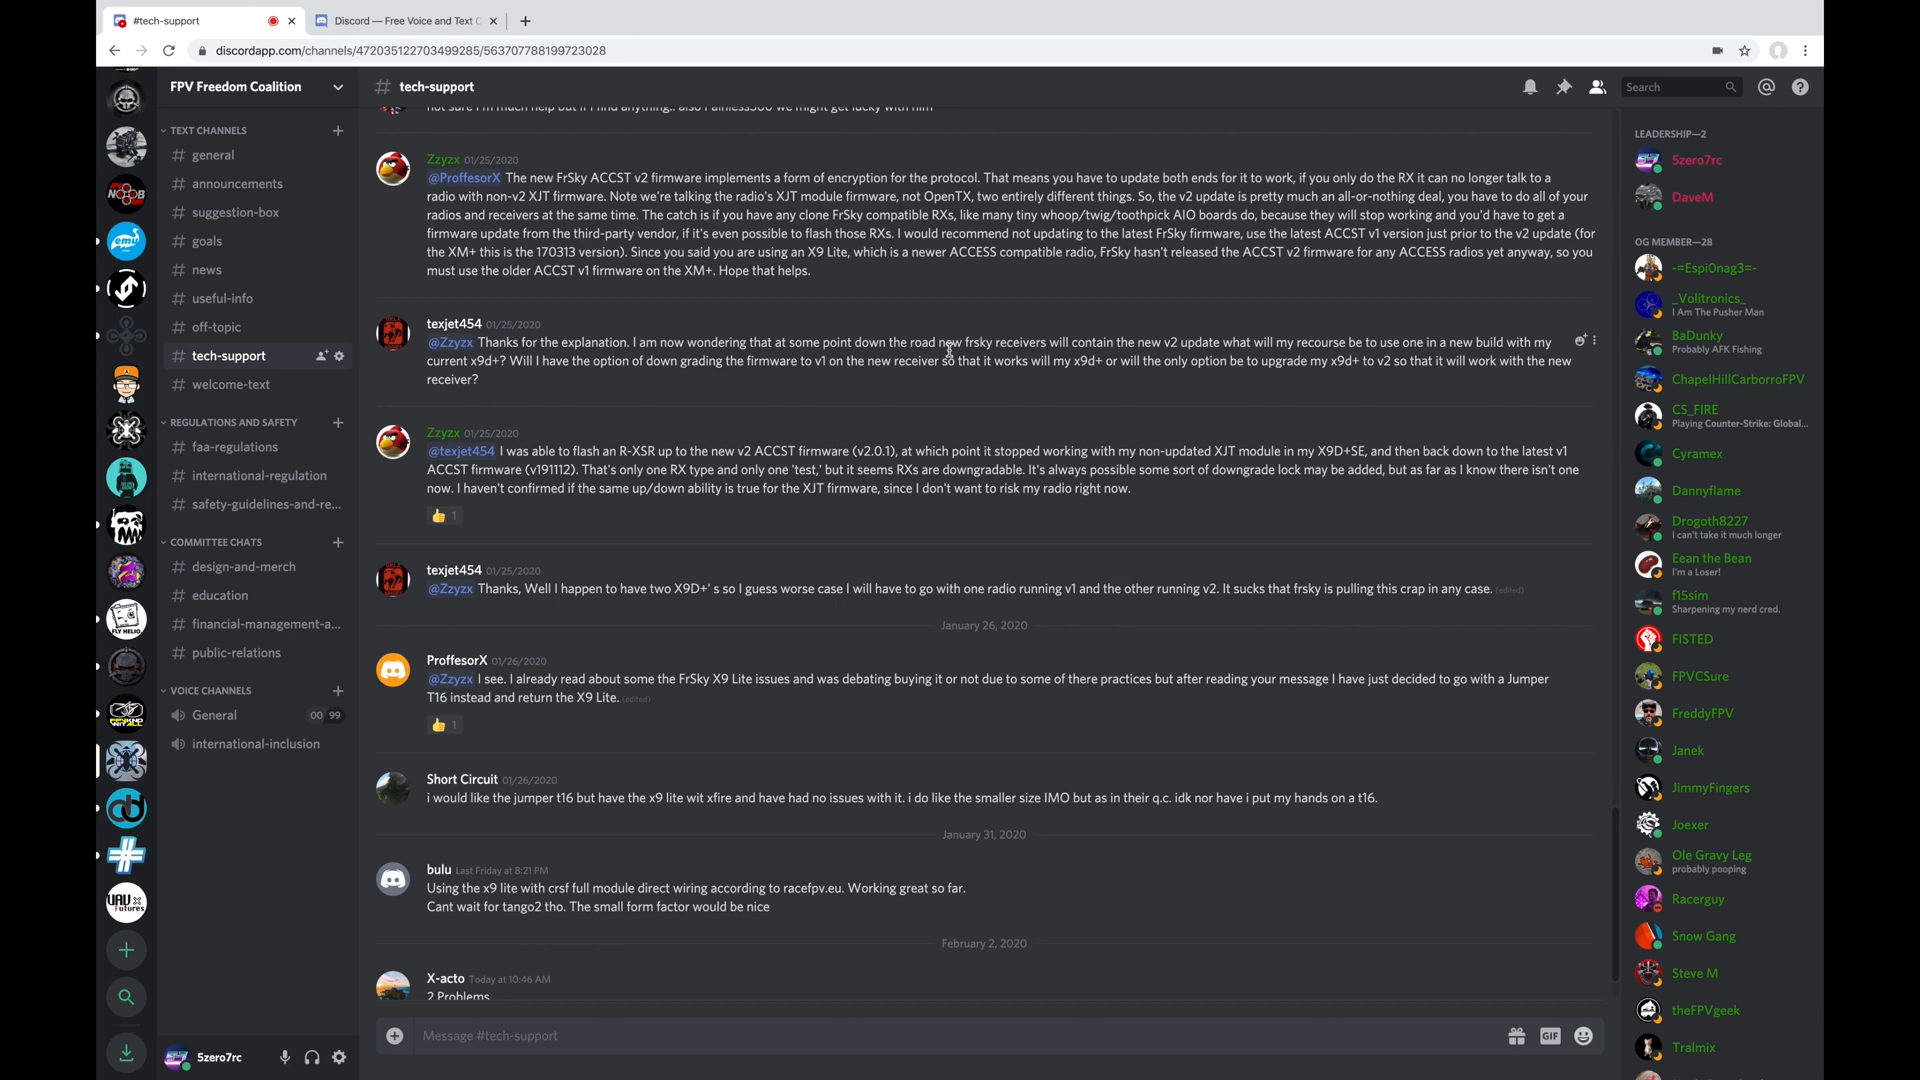 #tech-support
Discord — Free Voice and Text C
discordapp.com/channels/472035122703499285/563707788199723028
NOOB
emu
FLY HELIO.
FPV KNOW
IT ALL
UAV
Futures
FPV Freedom Coalition
TEXT CHANNELS
# general
# announcements
# suggestion-box
# goals
# news
# useful-info
# off-topic
# tech-support
# welcome-text
REGULATIONS AND SAFETY
# faa-regulations
# international-regulation
# safety-guidelines-and-re...
COMMITTEE CHATS
# design-and-merch
# education
# financial-management-a...
# public-relations
VOICE CHANNELS
General 00 99
international-inclusion
5zero7rc
# tech-support
Search
not sure I'm much help but if I find anything.. also Painless360 we might get lucky with him
Zzyzx 01/25/2020
@ProffesorX The new FrSky ACCST v2 firmware implements a form of encryption for the protocol. That means you have to update both ends for it to work, if you only do the RX it can no longer talk to a
radio with non-v2 XJT firmware. Note we're talking the radio's XJT module firmware, not OpenTX, two entirely different things. So, the v2 update is pretty much an all-or-nothing deal, you have to do all of your
radios and receivers at the same time. The catch is if you have any clone FrSky compatible RXs, like many tiny whoop/twig/toothpick AIO boards do, because they will stop working and you'd have to get a
firmware update from the third-party vendor, if it's even possible to flash those RXs. I would recommend not updating to the latest FrSky firmware, use the latest ACCST v1 version just prior to the v2 update (for
the XM+ this is the 170313 version). Since you said you are using an X9 Lite, which is a newer ACCESS compatible radio, FrSky hasn't released the ACCST v2 firmware for any ACCESS radios yet anyway, so you
must use the older ACCST v1 firmware on the XM+. Hope that helps.
texjet454 01/25/2020
@Zzyzx Thanks for the explanation. I am now wondering that at some point down the road new frsky receivers will contain the new v2 update what will my recourse be to use one in a new build with my
current x9d+? Will I have the option of down grading the firmware to v1 on the new receiver so that it works will my x9d+ or will the only option be to upgrade my x9d+ to v2 so that it will work with the new
receiver?
Zzyzx 01/25/2020
@texjet454 I was able to flash an R-XSR up to the new v2 ACCST firmware (v2.0.1), at which point it stopped working with my non-updated XJT module in my X9D+SE, and then back down to the latest v1
ACCST firmware (v191112). That's only one RX type and only one 'test,' but it seems RXs are downgradable. It's always possible some sort of downgrade lock may be added, but as far as I know there isn't one
now. I haven't confirmed if the same up/down ability is true for the XJT firmware, since I don't want to risk my radio right now.
1
texjet454 01/25/2020
@Zzyzx Thanks, Well I happen to have two X9D+' s so I guess worse case I will have to go with one radio running v1 and the other running v2. It sucks that frsky is pulling this crap in any case. (edited)
January 26, 2020
ProffesorX 01/26/2020
@Zzyzx I see. I already read about some the FrSky X9 Lite issues and was debating buying it or not due to some of there practices but after reading your message I have just decided to go with a Jumper
T16 instead and return the X9 Lite. (edited)
1
Short Circuit 01/26/2020
i would like the jumper t16 but have the x9 lite wit xfire and have had no issues with it. i do like the smaller size IMO but as in their q.c. idk nor have i put my hands on a t16.
January 31, 2020
bulu Last Friday at 8:21 PM
Using the x9 lite with crsf full module direct wiring according to racefpv.eu. Working great so far.
Cant wait for tango2 tho. The small form factor would be nice
February 2, 2020
X-acto Today at 10:46 AM
2 Problems
Message #tech-support
GIF
LEADERSHIP—2
5zero7rc
DaveM
OG MEMBER—28
-=Espi0nag3=-
_Volitronics_
I Am The Pusher Man
BaDunky
Probably AFK Fishing
ChapelHillCarborroFPV
CS_FIRE
Playing Counter-Strike: Global...
Cyramex
Dannyflame
Drogoth8227
I can't take it much longer
Eean the Bean
I'm a Loser!
f15sim
Sharpening my nerd cred.
FISTED
FPVCSure
FreddyFPV
Janek
JimmyFingers
Joexer
Ole Gravy Leg
probably pooping
Racerguy
Snow Gang
Steve M
theFPVgeek
Tralmix